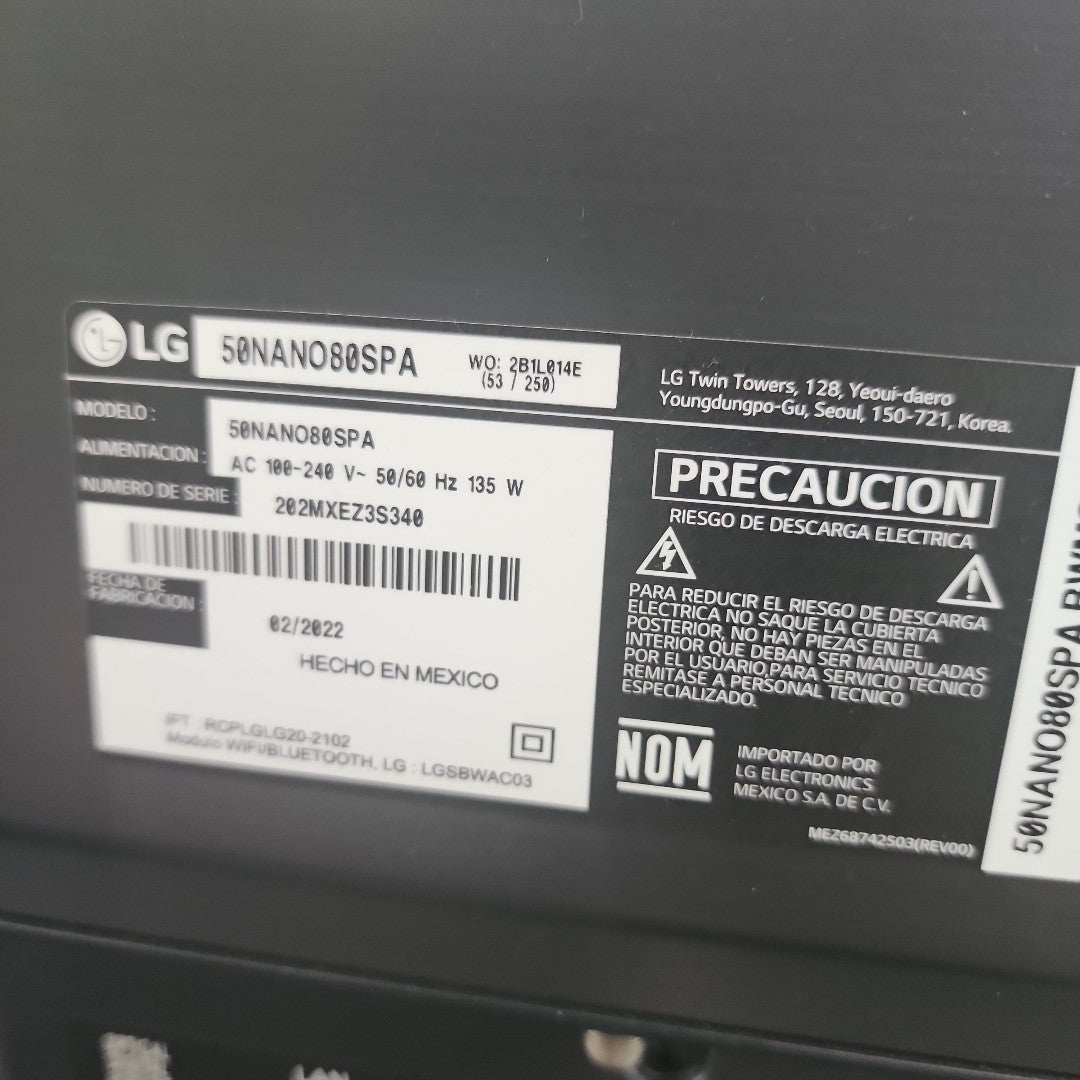 LG 50NANO80SPA WO: 2B1L014E
(53 / 250)
MODELO : 50NANO80SPA
ALIMENTACION : AC 100-240 V~ 50/60 Hz 135 W
NUMERO DE SERIE : 202MXEZ3S340
FECHA DE
FABRICACION : 02/2022
HECHO EN MEXICO
IFT : RCPLGLG20-2102
Modulo WIFI/BLUETOOTH, LG : LGSBWAC03
LG Twin Towers, 128, Yeoui-daero
Youngdungpo-Gu, Seoul, 150-721, Korea.
PRECAUCION
RIESGO DE DESCARGA ELECTRICA
PARA REDUCIR EL RIESGO DE DESCARGA
ELECTRICA NO SAQUE LA CUBIERTA
POSTERIOR, NO HAY PIEZAS EN EL
INTERIOR QUE DEBAN SER MANIPULADAS
POR EL USUARIO,PARA SERVICIO TECNICO
REMITASE A PERSONAL TECNICO
ESPECIALIZADO.
NOM
IMPORTADO POR
LG ELECTRONICS
MEXICO S.A. DE C.V.
MEZ68742503(REV00)
50NANO80SPA
LAN